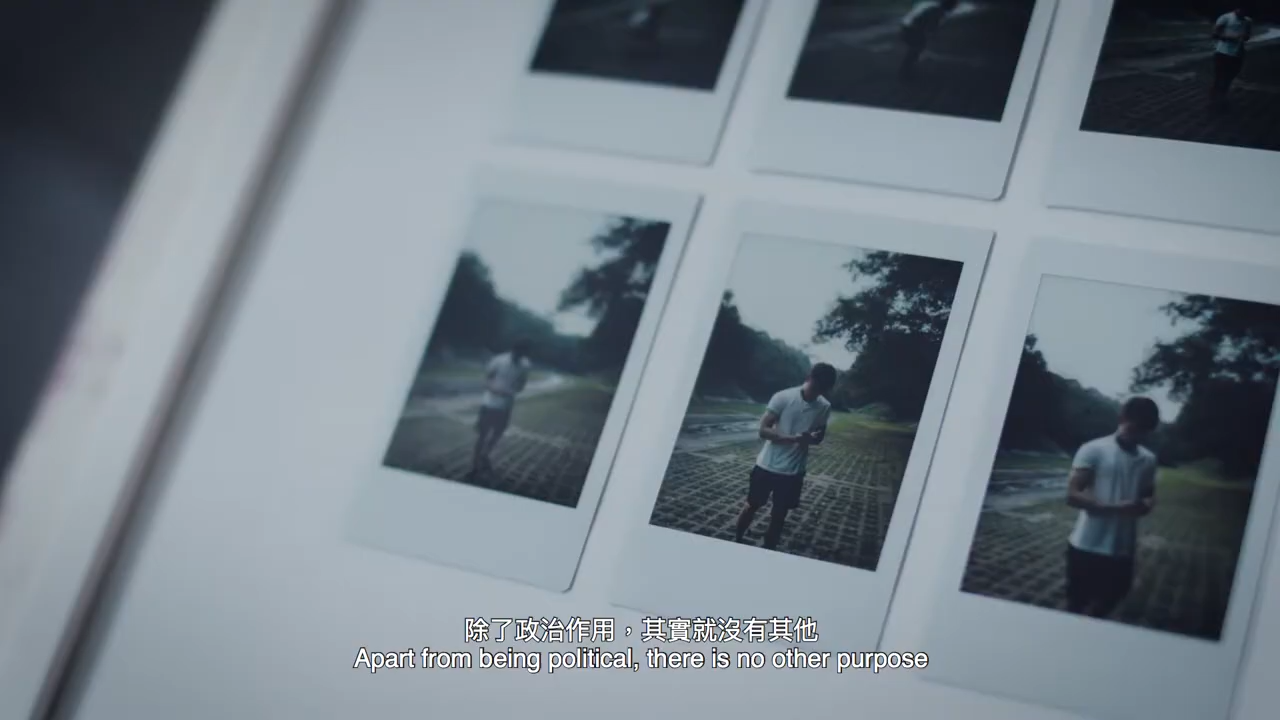 除了政治作用，其實就沒有其他
Apart from being political, there is no other purpose